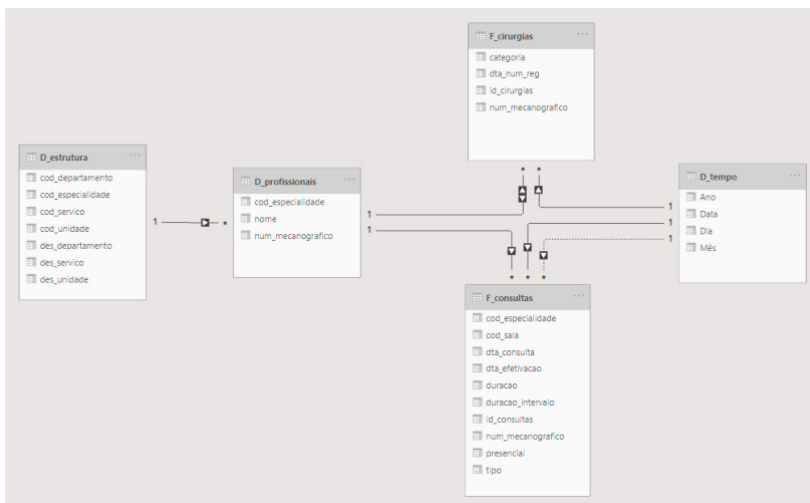 F_cirurgias
categoria
dta_num_reg
id_cirurgias
num_mecanografico
D_estrutura
cod_departamento
cod_especialidade
cod_servico
cod_unidade
des_departamento
des_servico
des_unidade
D_profissionais
cod_especialidade
nome
num_mecanografico
D_tempo
Ano
Data
Dia
Mês
* *
1 *
1 1
1 1
1
* * *
F_consultas
cod_especialidade
cod_sala
dta_consulta
dta_efetivacao
duracao
duracao_intervalo
id_consultas
num_mecanografico
presencial
tipo